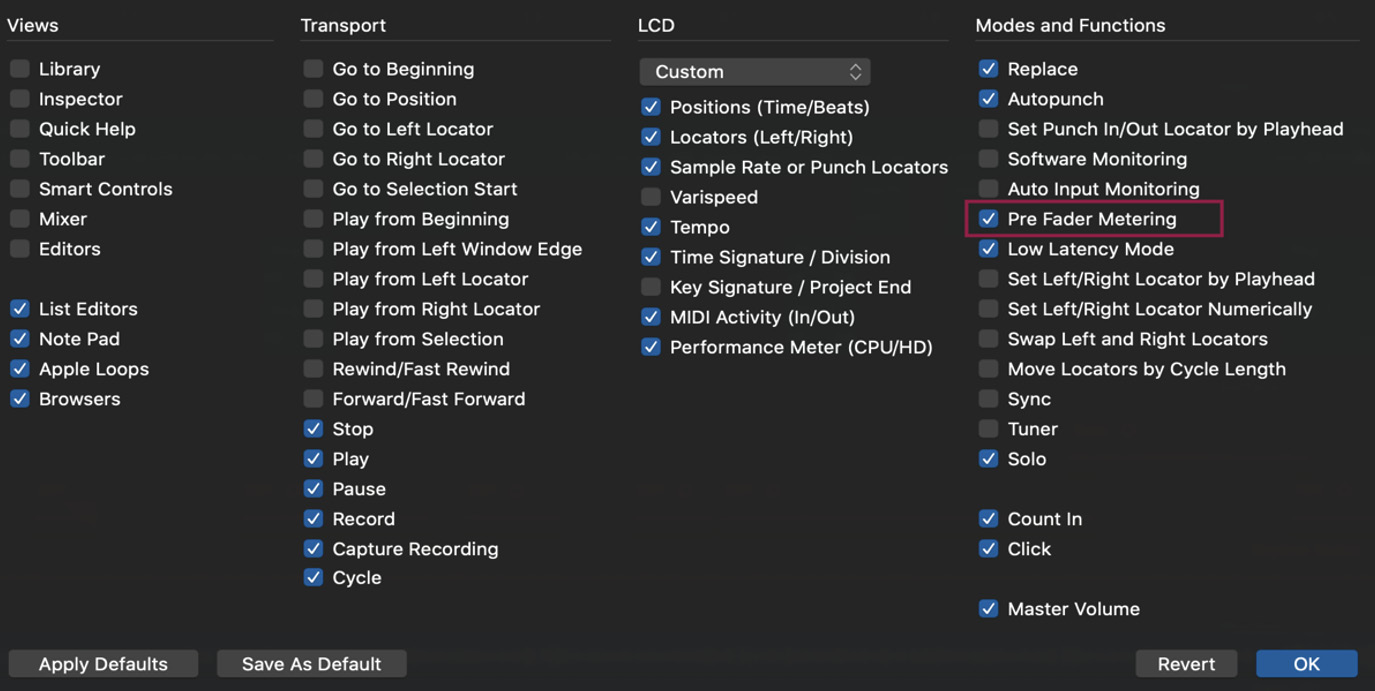 Views
Library
Inspector
Quick Help
Toolbar
Smart Controls
Mixer
Editors
List Editors
Note Pad
Apple Loops
Browsers
Transport
Go to Beginning
Go to Position
Go to Left Locator
Go to Right Locator
Go to Selection Start
Play from Beginning
Play from Left Window Edge
Play from Left Locator
Play from Right Locator
Play from Selection
Rewind/Fast Rewind
Forward/Fast Forward
Stop
Play
Pause
Record
Capture Recording
Cycle
LCD
Custom
Positions (Time/Beats)
Locators (Left/Right)
Sample Rate or Punch Locators
Varispeed
Tempo
Time Signature / Division
Key Signature / Project End
MIDI Activity (In/Out)
Performance Meter (CPU/HD)
Modes and Functions
Replace
Autopunch
Set Punch In/Out Locator by Playhead
Software Monitoring
Auto Input Monitoring
Pre Fader Metering
Low Latency Mode
Set Left/Right Locator by Playhead
Set Left/Right Locator Numerically
Swap Left and Right Locators
Move Locators by Cycle Length
Sync
Tuner
Solo
Count In
Click
Master Volume
Apply Defaults
Save As Default
Revert
OK